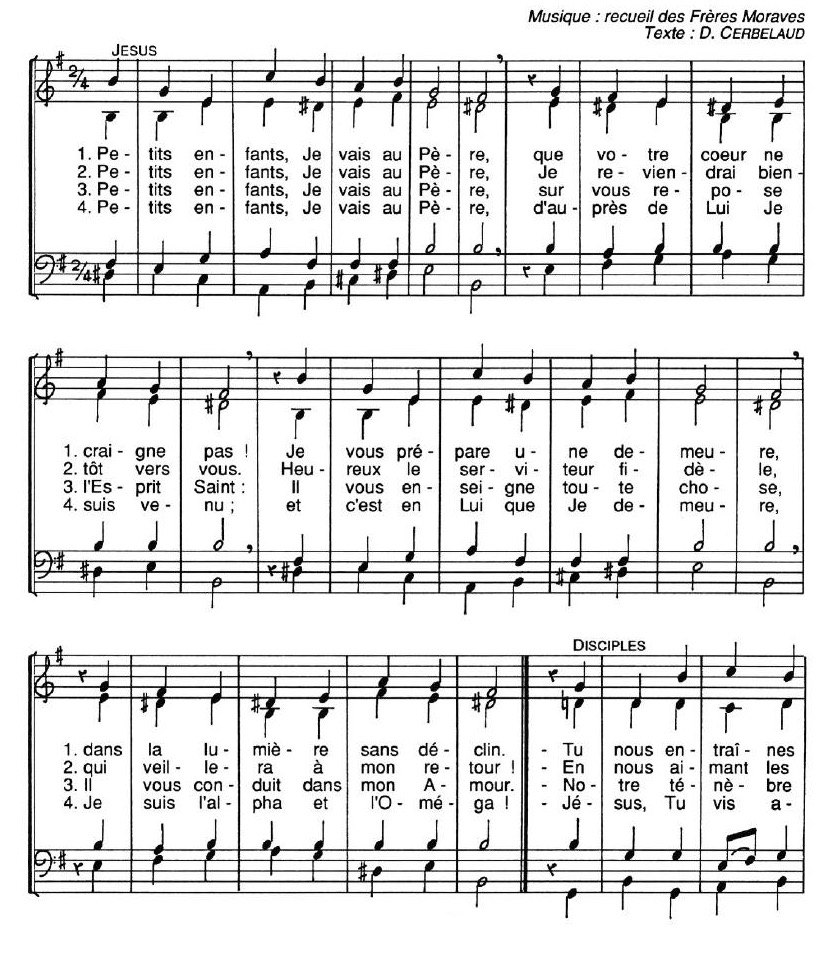 Musique : recueil des Frères Moraves
Texte : D. CERBELAUD
JESUS
2/4
1. Pe - tits en - fants, Je vais au Pè - re, que vo - tre coeur ne
2. Pe - tits en - fants, Je vais au Pè - re, Je re - vien - drai bien -
3. Pe - tits en - fants, Je vais au Pè - re, sur vous re - po - se
4. Pe - tits en - fants, Je vais au Pè - re, d'au - près de Lui Je
2/4
1. crai - gne pas ! Je vous pré - pare u - ne de - meu - re,
2. tôt vers vous. Heu - reux le ser - vi - teur fi - dè - le,
3. l'Es - prit Saint : Il vous en - sei - gne tou - te cho - se,
4. suis ve - nu ; et c'est en Lui que Je de - meu - re,
DISCIPLES
1. dans la lu - miè - re sans dé - clin. - Tu nous en - traî - nes
2. qui veil - le - ra à mon re - tour ! - En nous ai - mant les
3. Il vous con - duit dans mon A - mour. - No - tre té - nè - bre
4. Je suis l'al - pha et l'O - mé - ga ! - Jé - sus, Tu vis a -